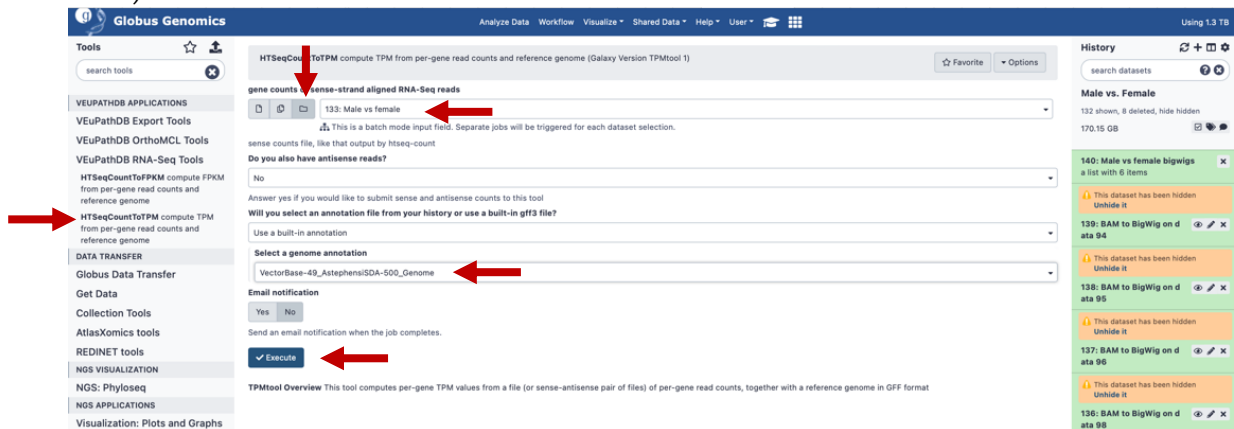 Globus Genomics
Analyze Data Workflow Visualize Shared Data Help User
Using 1.3 TB
Tools
search tools
VEUPATHDB APPLICATIONS
VEuPathDB Export Tools
VEuPathDB OrthoMCL Tools
VEuPathDB RNA-Seq Tools
HTSeqCountToFPKM compute FPKM
from per-gene read counts and
reference genome
HTSeqCountToTPM compute TPM
from per-gene read counts and
reference genome
DATA TRANSFER
Globus Data Transfer
Get Data
Collection Tools
AtlasXomics tools
REDINET tools
NGS VISUALIZATION
NGS: Phyloseq
NGS APPLICATIONS
Visualization: Plots and Graphs
compute TPM from per-gene read counts and reference genome (Galaxy Version TPMtool 1)
Favorite
Options
gene counts sense-strand aligned RNA-Seq reads
133: Male vs female
This is a batch mode input field. Separate jobs will be triggered for each dataset selection.
sense counts file, like that output by htseq-count
Do you also have antisense reads?
No
Answer yes if you would like to submit sense and antisense counts to this tool
Will you select an annotation file from your history or use a built-in gff3 file?
Use a built-in annotation
Select a genome annotation
VectorBase-49_AstephensiSDA-500_Genome
Email notification
Yes No
Send an email notification when the job completes.
Execute
TPMtool Overview This tool computes per-gene TPM values from a file (or sense-antisense pair of files) of per-gene read counts, together with a reference genome in GFF format
History
search datasets
Male vs. Female
132 shown, 8 deleted, hide hidden
170.15 GB
140: Male vs female bigwigs
a list with 6 items
This dataset has been hidden
Unhide it
139: BAM to BigWig on d
ata 94
This dataset has been hidden
Unhide it
138: BAM to BigWig on d
ata 95
This dataset has been hidden
Unhide it
137: BAM to BigWig on d
ata 96
This dataset has been hidden
Unhide it
136: BAM to BigWig on d
ata 98